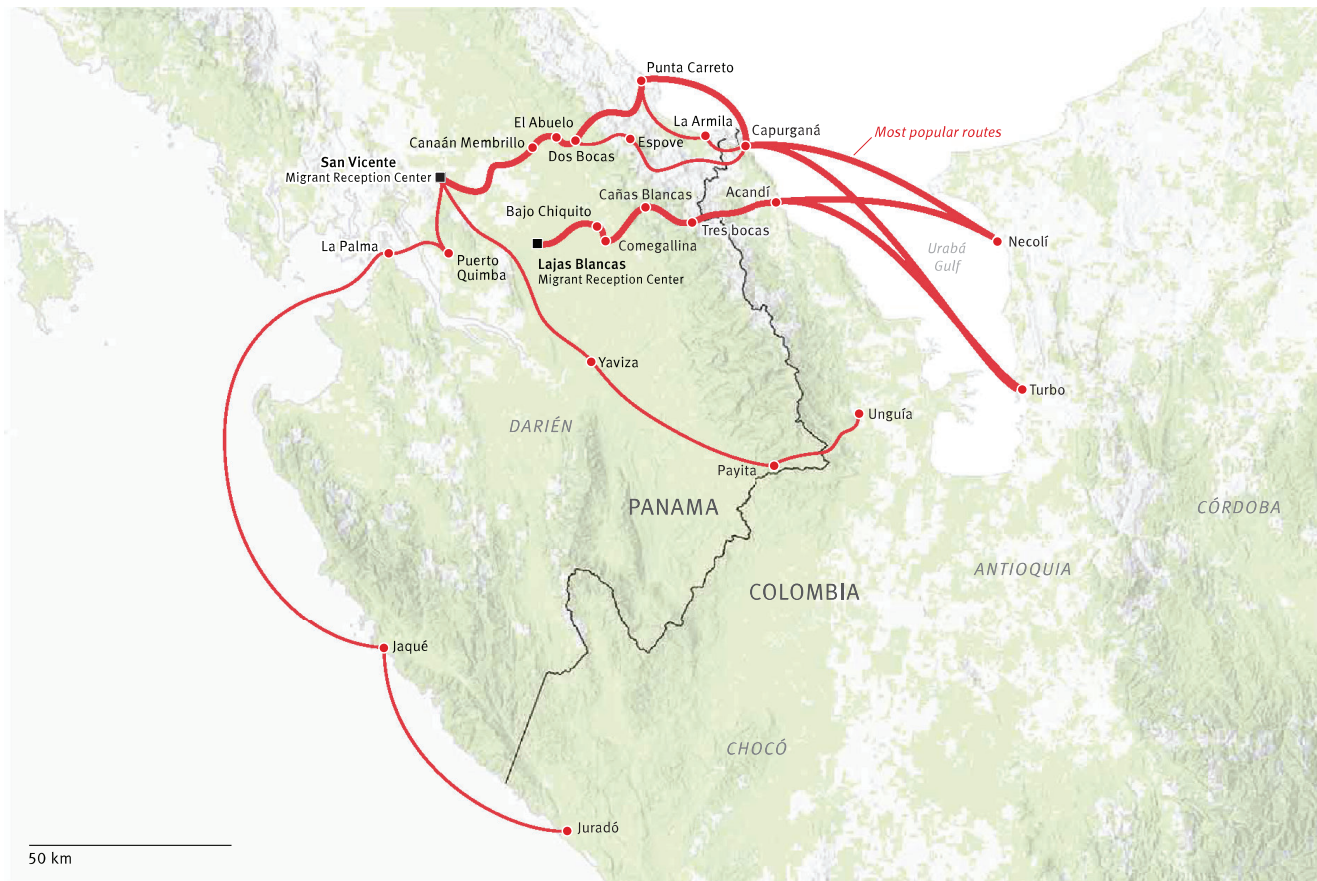 Punta Carreto
El Abuelo
La Armila
Capurganá
Most popular routes
Canaán Membrillo
Dos Bocas
Espove
San Vicente
Migrant Reception Center
Cañas Blancas
Acandí
Bajo Chiquito
Tres bocas
La Palma
Puerto
Quimba
Comegallina
Lajas Blancas
Migrant Reception Center
Urabá
Gulf
Necolí
Yaviza
Turbo
Unguía
DARIÉN
Payita
PANAMA
CÓRDOBA
ANTIOQUIA
COLOMBIA
Jaqué
CHOCÓ
Juradó
50 km